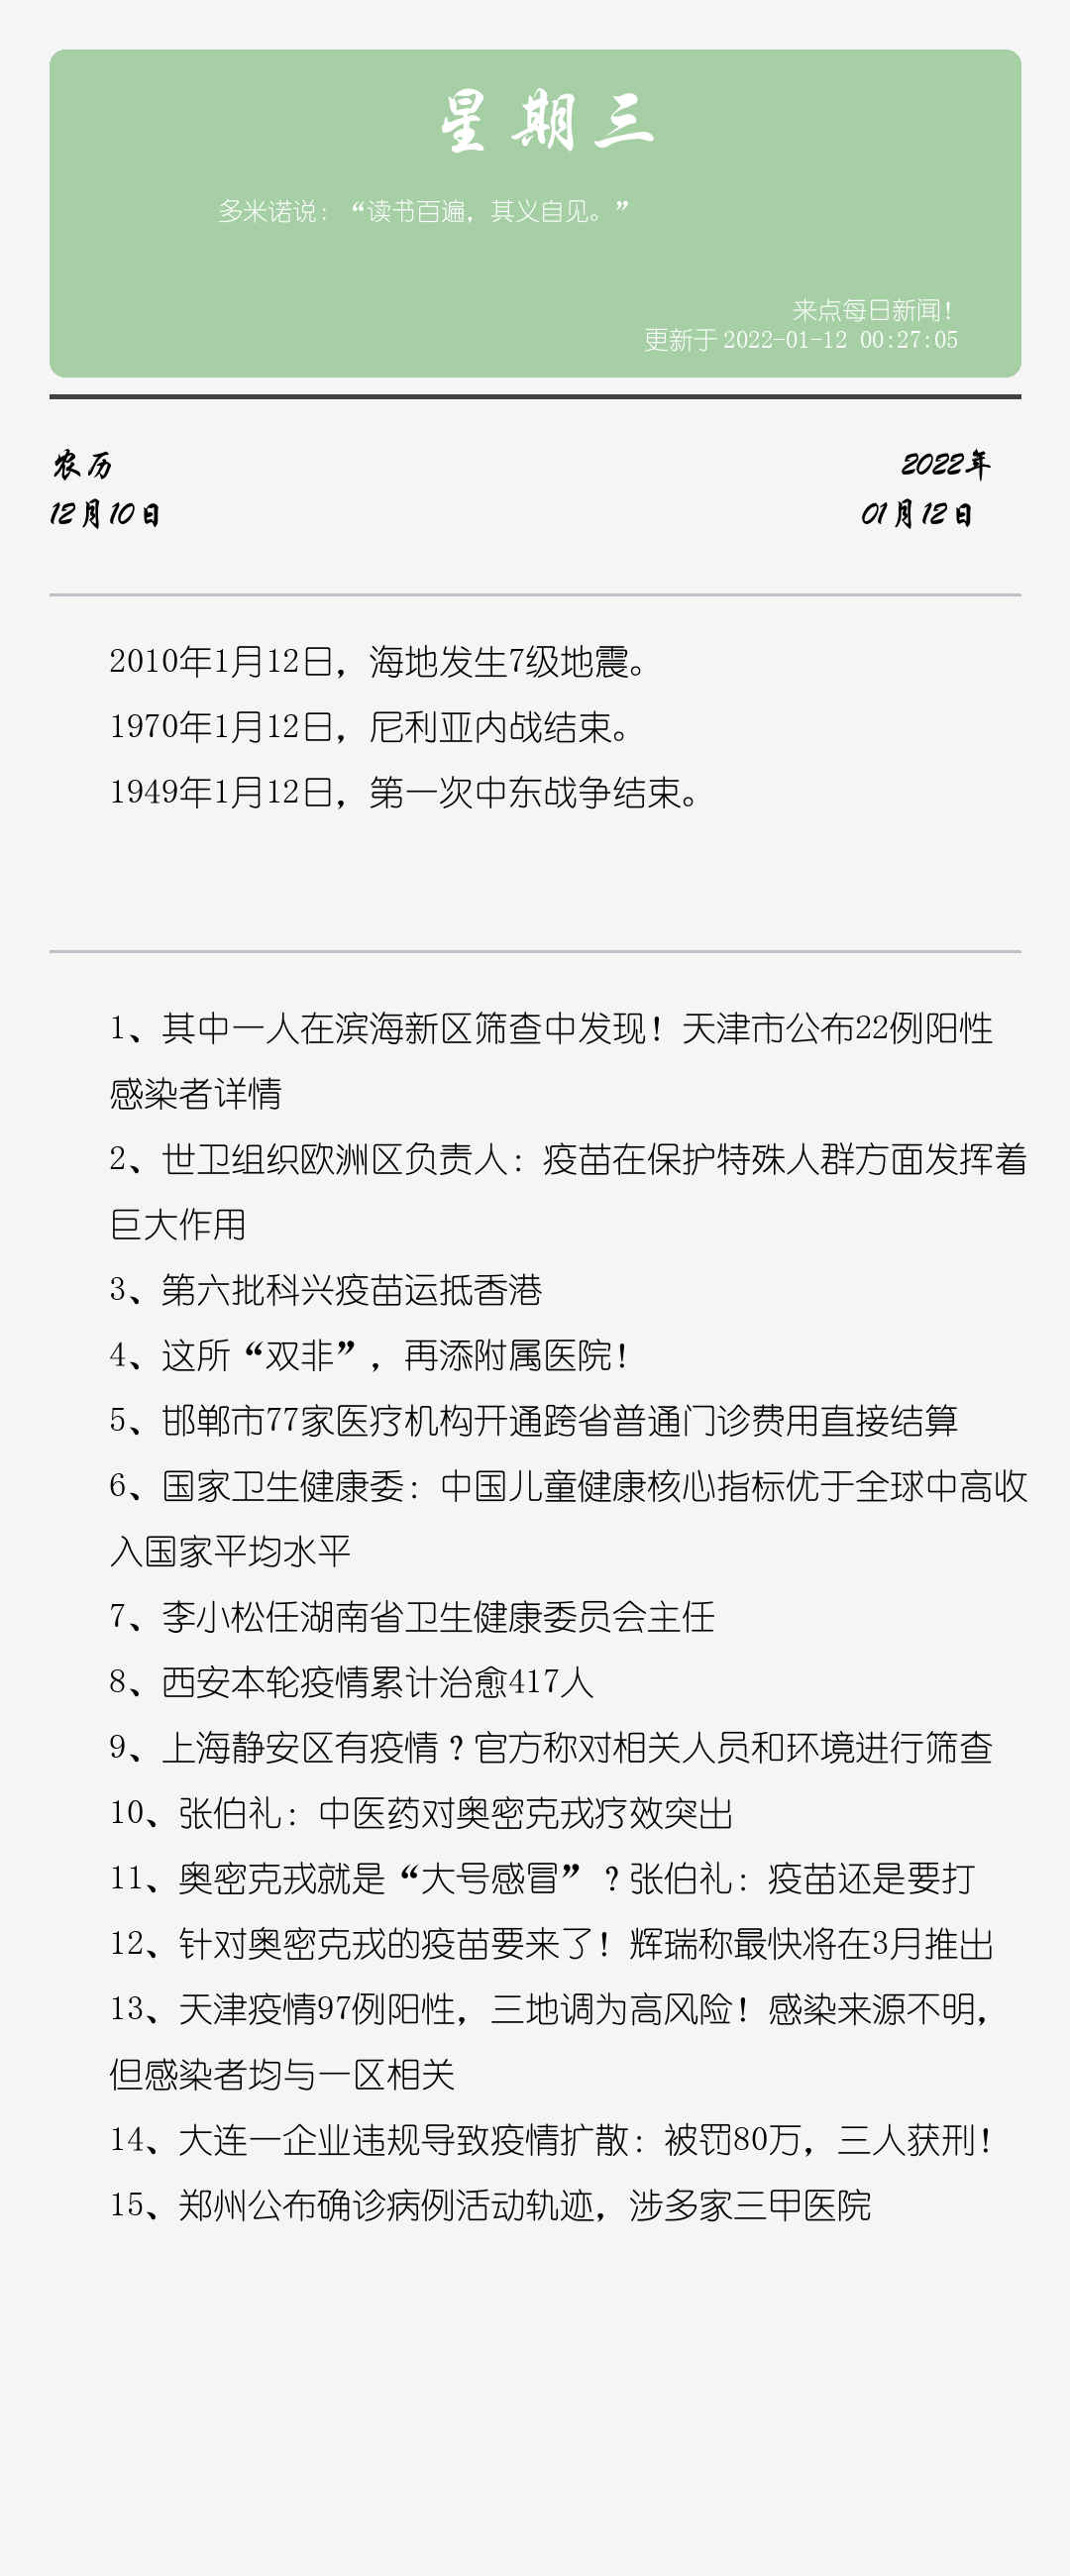 星期三
多米诺说：“读书百遍，其义自见。”
来点每日新闻！
更新于 2022-01-12 00:27:05
农历
2022年
12月10日
01月12日
2010年1月12日，海地发生7级地震。
1970年1月12日，尼利亚内战结束。
1949年1月12日，第一次中东战争结束。
1、其中一人在滨海新区筛查中发现！天津市公布22例阳性
感染者详情
2、世卫组织欧洲区负责人：疫苗在保护特殊人群方面发挥着
巨大作用
3、第六批科兴疫苗运抵香港
4、这所“双非”，再添附属医院！
5、邯郸市77家医疗机构开通跨省普通门诊费用直接结算
6、国家卫生健康委：中国儿童健康核心指标优于全球中高收
入国家平均水平
7、李小松任湖南省卫生健康委员会主任
8、西安本轮疫情累计治愈417人
9、上海静安区有疫情？官方称对相关人员和环境进行筛查
10、张伯礼：中医药对奥密克戎疗效突出
11、奥密克戎就是“大号感冒”？张伯礼：疫苗还是要打
12、针对奥密克戎的疫苗要来了！辉瑞称最快将在3月推出
13、天津疫情97例阳性，三地调为高风险！感染来源不明，
但感染者均与一区相关
14、大连一企业违规导致疫情扩散：被罚80万，三人获刑！
15、郑州公布确诊病例活动轨迹，涉多家三甲医院